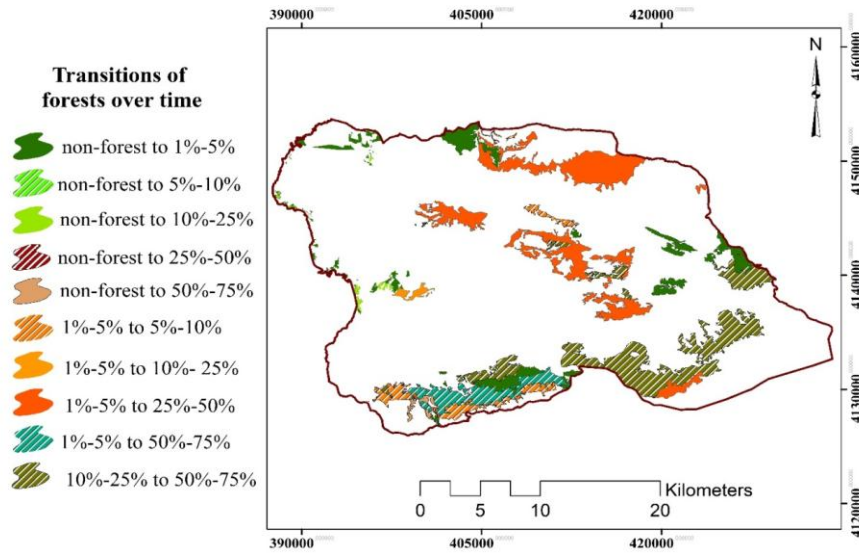 390000 405000 420000
Transitions of
forests over time
non-forest to 1%-5%
non-forest to 5%-10%
non-forest to 10%-25%
non-forest to 25%-50%
non-forest to 50%-75%
1%-5% to 5%-10%
1%-5% to 10%- 25%
1%-5% to 25%-50%
1%-5% to 50%-75%
10%-25% to 50%-75%
N
4160000
4150000
4140000
4130000
4120000
Kilometers
0 5 10 20
390000 405000 420000